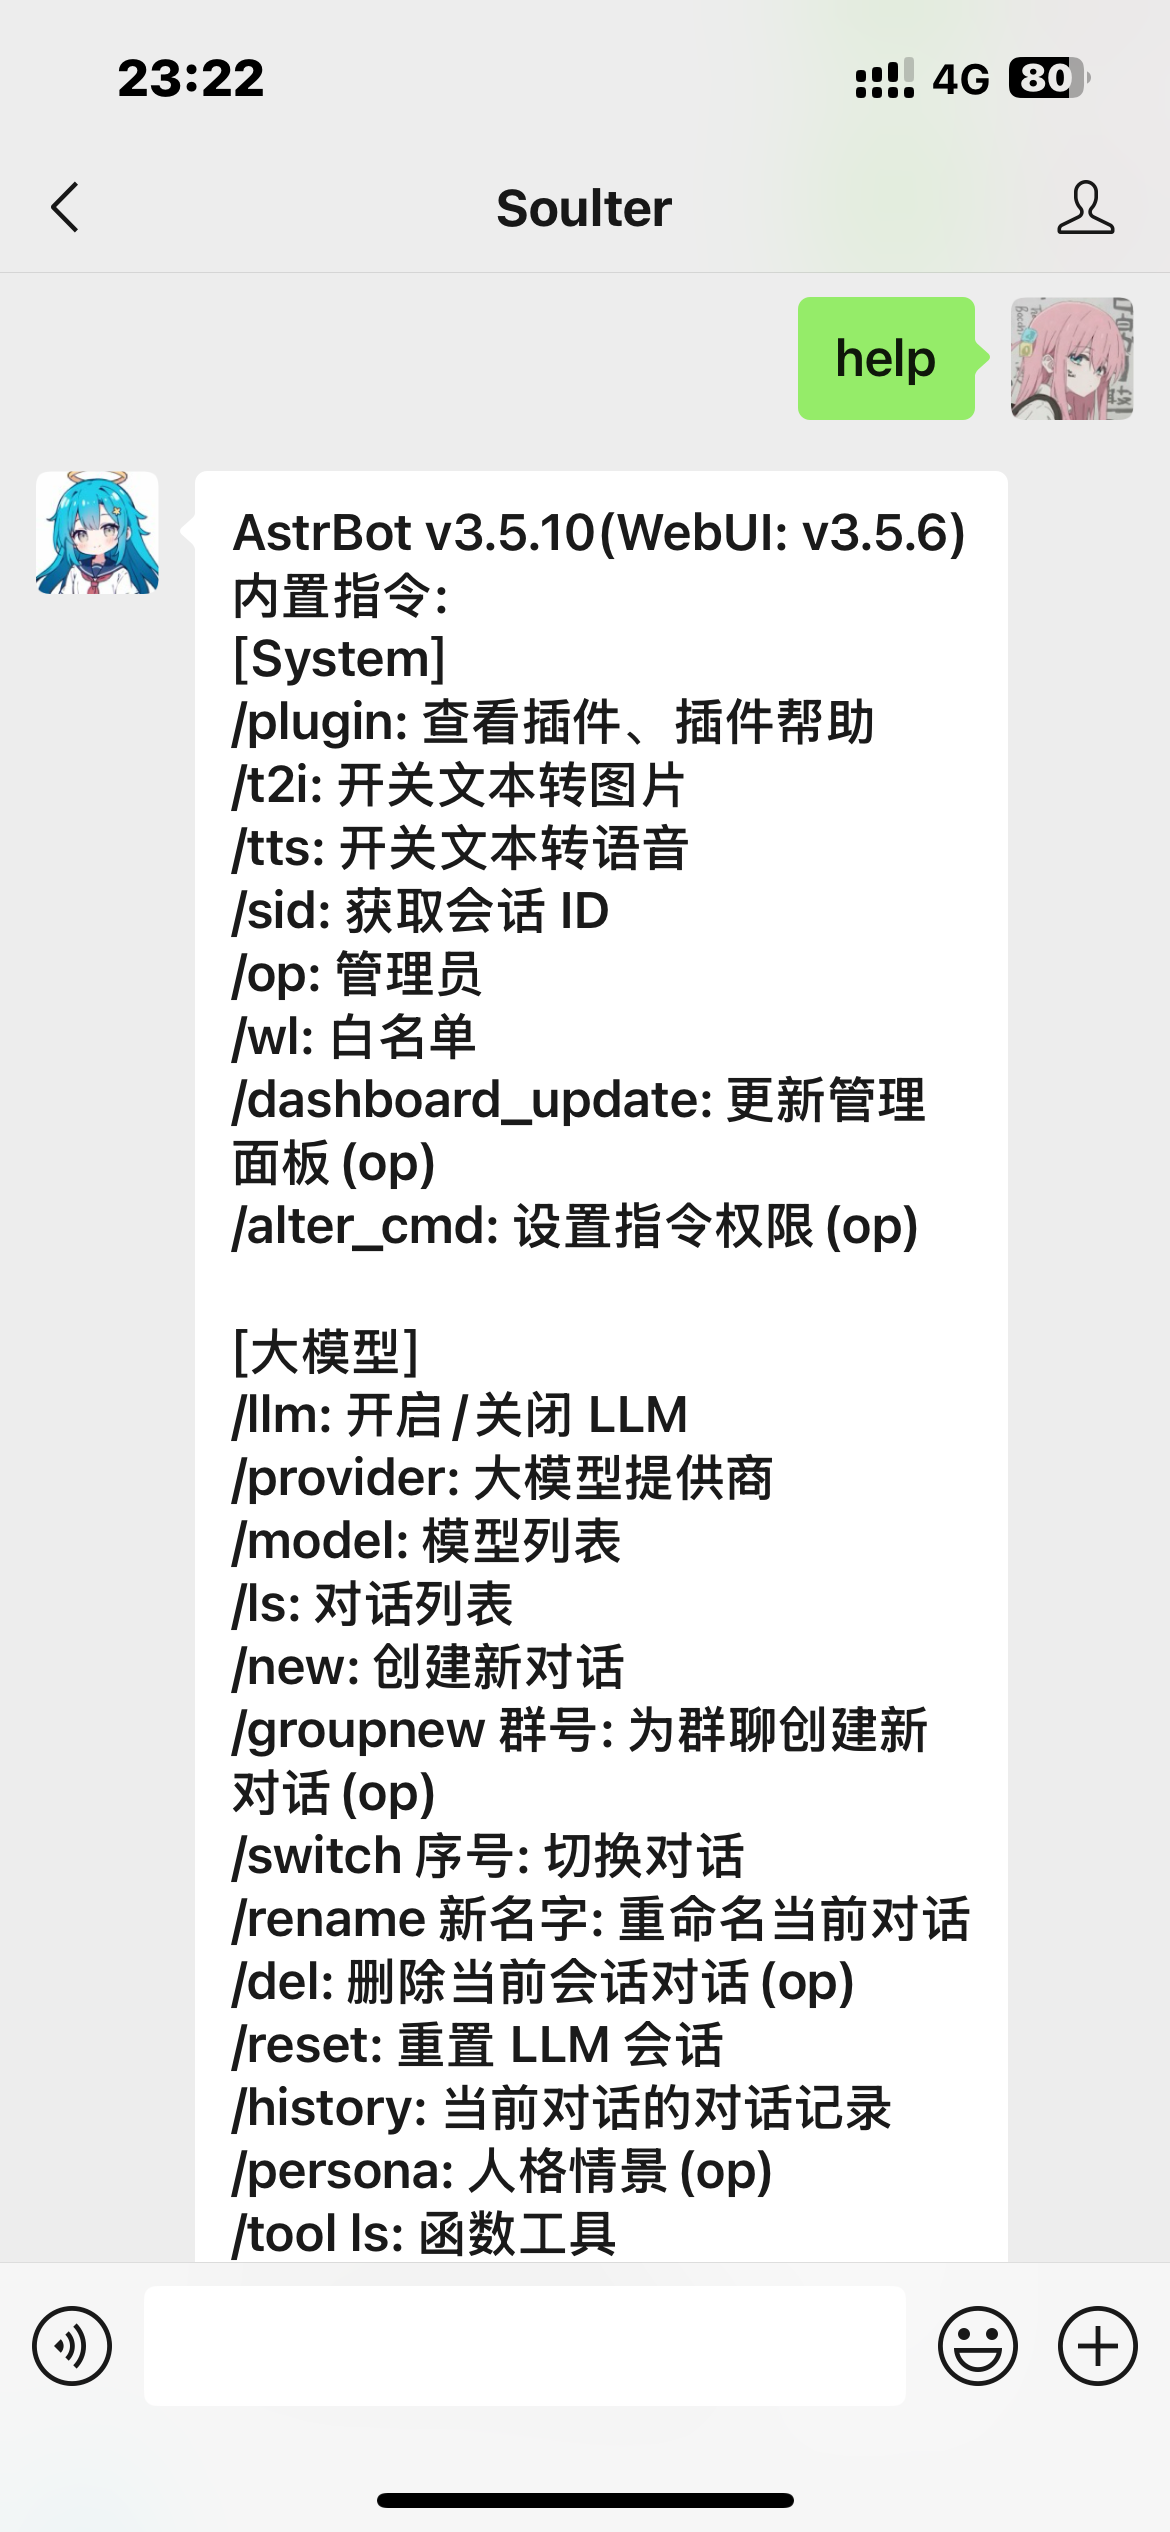 23:22
4G
80
Soulter
help
AstrBot v3.5.10(WebUI: v3.5.6)
内置指令:
[System]
/plugin: 查看插件、插件帮助
/t2i: 开关文本转图片
/tts: 开关文本转语音
/sid: 获取会话 ID
/op: 管理员
/wl: 白名单
/dashboard_update: 更新管理
面板(op)
/alter_cmd: 设置指令权限(op)
[大模型]
/llm: 开启/关闭 LLM
/provider: 大模型提供商
/model: 模型列表
/ls: 对话列表
/new: 创建新对话
/groupnew 群号: 为群聊创建新
对话(op)
/switch 序号: 切换对话
/rename 新名字: 重命名当前对话
/del: 删除当前会话对话(op)
/reset: 重置 LLM 会话
/history: 当前对话的对话记录
/persona: 人格情景(op)
/tool ls: 函数工具